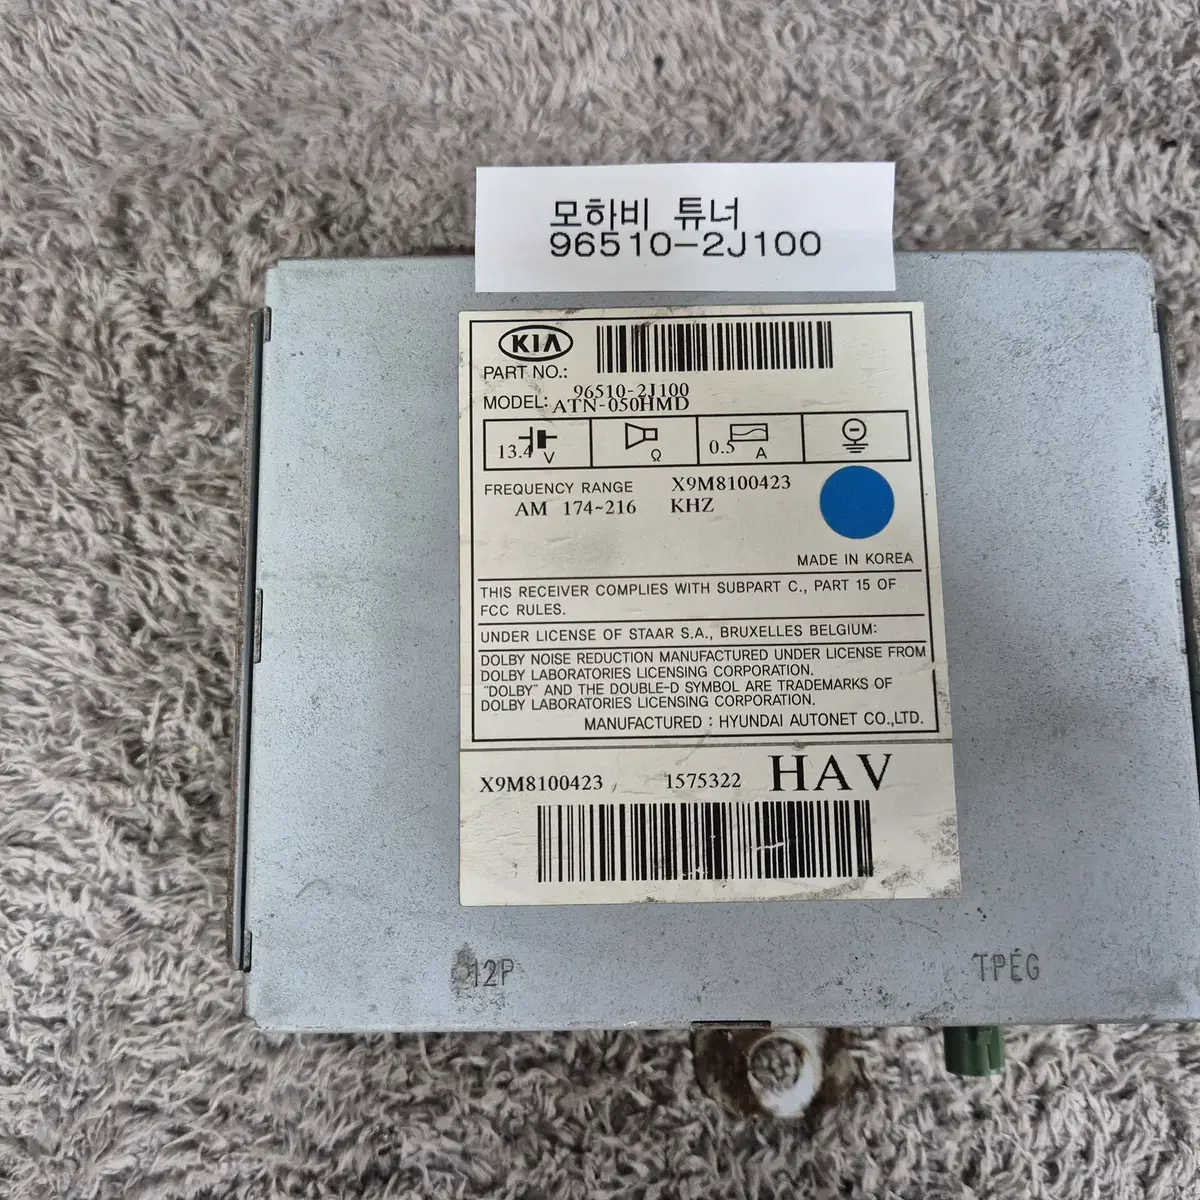 모하비 튜너
96510-2J100
KIA
PART NO.: 96510-2J100
MODEL: ATN-050HMD
13.4 V Ω 0.5 A
FREQUENCY RANGE X9M8100423
AM 174~216 KHZ
MADE IN KOREA
THIS RECEIVER COMPLIES WITH SUBPART C., PART 15 OF
FCC RULES.
UNDER LICENSE OF STAAR S.A., BRUXELLES BELGIUM:
DOLBY NOISE REDUCTION MANUFACTURED UNDER LICENSE FROM
DOLBY LABORATORIES LICENSING CORPORATION.
"DOLBY" AND THE DOUBLE-D SYMBOL ARE TRADEMARKS OF
DOLBY LABORATORIES LICENSING CORPORATION.
MANUFACTURED : HYUNDAI AUTONET CO.,LTD.
X9M8100423 1575322 HAV
12P TPEG